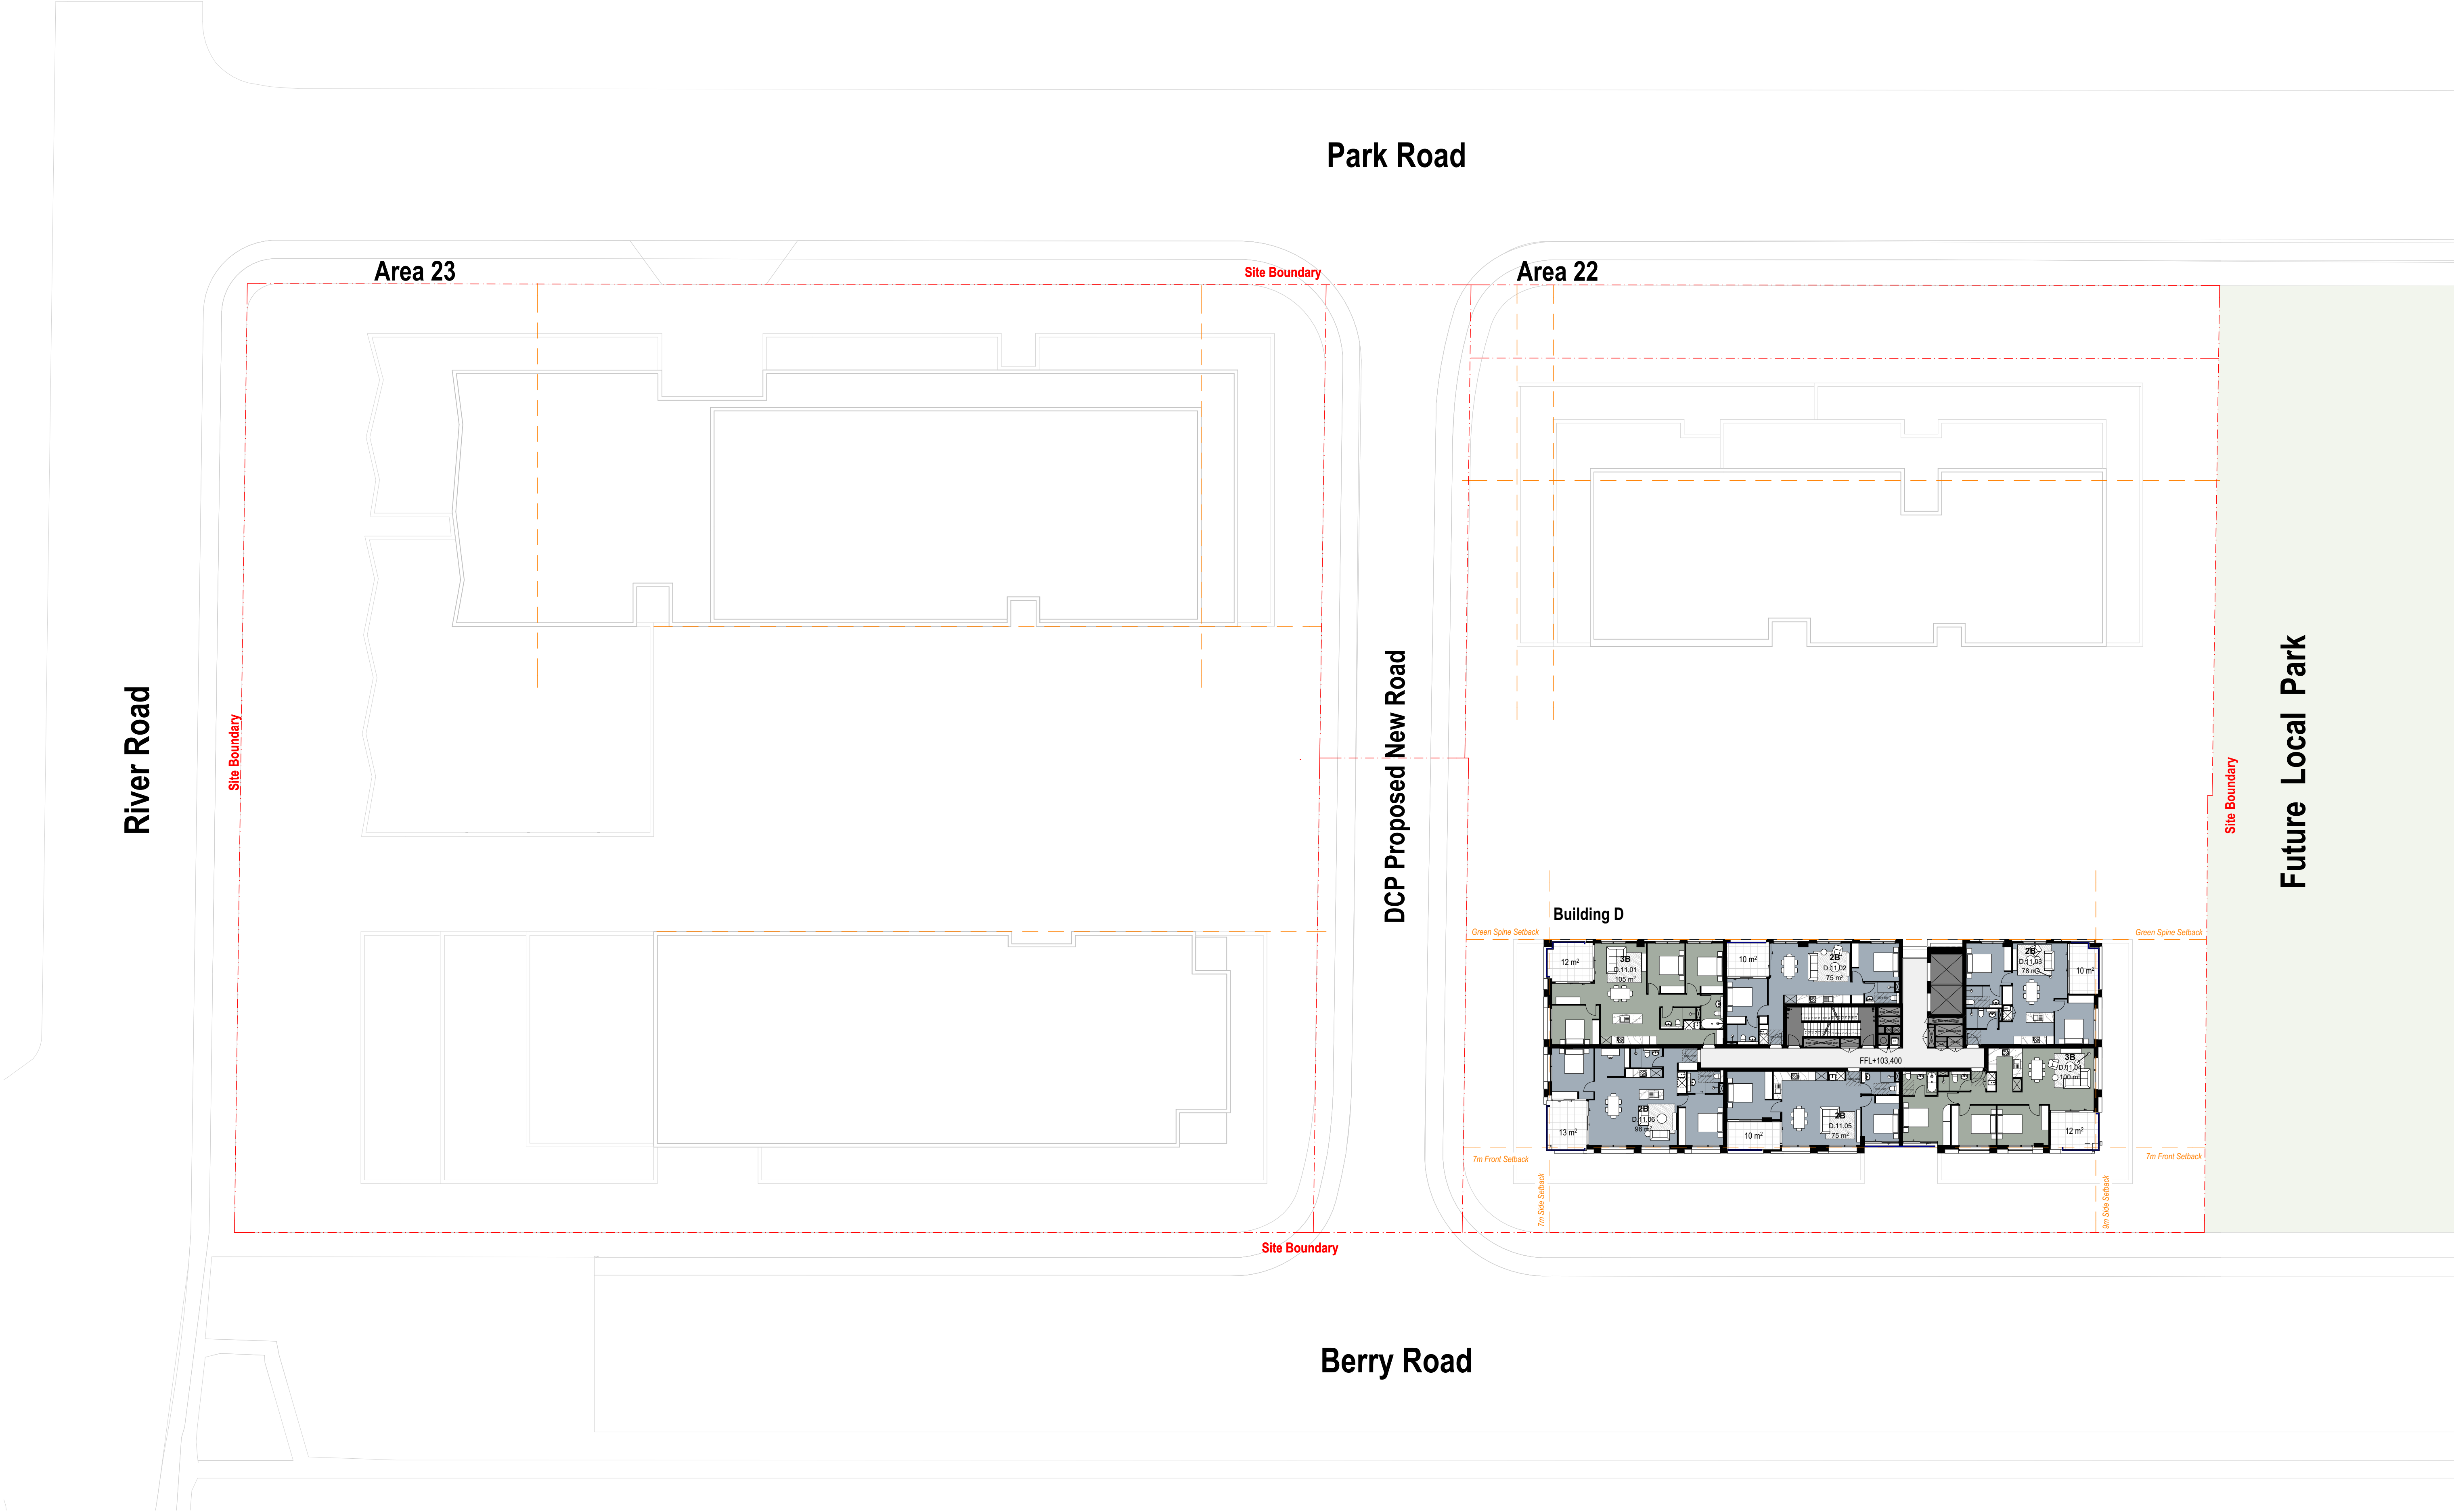 Park Road
Area 23
Site Boundary
Area 22
River Road
Site Boundary
DCP Proposed New Road
Site Boundary
Future Local Park
Building D
Green Spine Setback
Green Spine Setback
12 m²
3B
D.11.01
105 m²
10 m²
2B
D.11.02
75 m²
2B
D.11.03
78 m²
10 m²
FFL+103,400
3B
D.11.04
100 m²
2B
D.11.06
96 m²
13 m²
10 m²
2B
D.11.05
75 m²
12 m²
7m Front Setback
7m Front Setback
7m Side Setback
9m Side Setback
Site Boundary
Berry Road